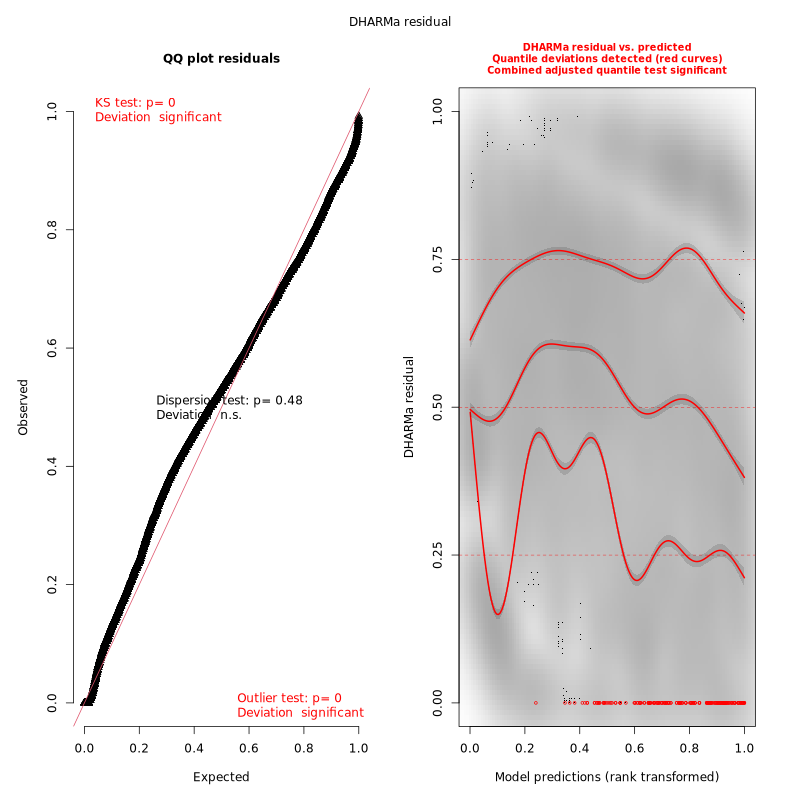 DHARMa residual
QQ plot residuals
KS test: p= 0
Deviation  significant
Dispersion test: p= 0.48
Deviation  n.s.
Outlier test: p= 0
Deviation  significant
Observed
0.0
0.2
0.4
0.6
0.8
1.0
0.0
0.2
0.4
0.6
0.8
1.0
Expected
DHARMa residual vs. predicted
Quantile deviations detected (red curves)
Combined adjusted quantile test significant
DHARMa residual
0.00
0.25
0.50
0.75
1.00
0.0
0.2
0.4
0.6
0.8
1.0
Model predictions (rank transformed)